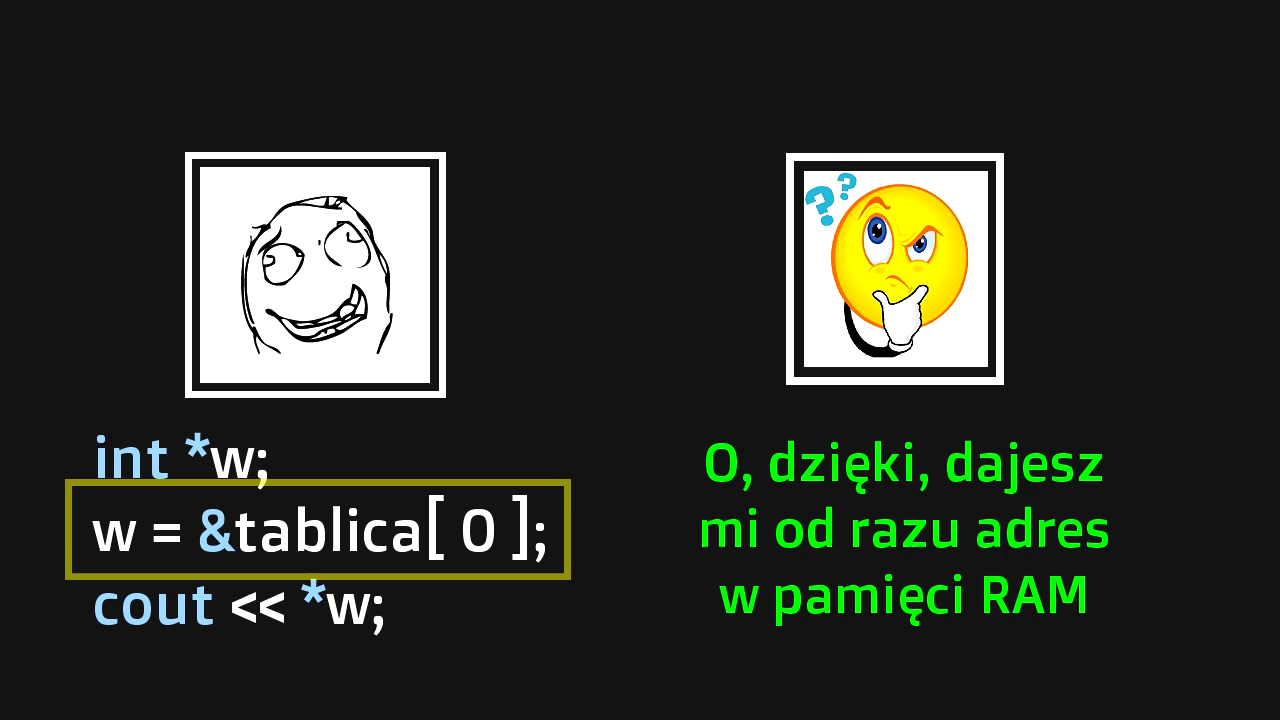 ??
int *w;
w = &tablica[ 0 ];
cout << *w;
O, dzięki, dajesz
mi od razu adres
w pamięci RAM